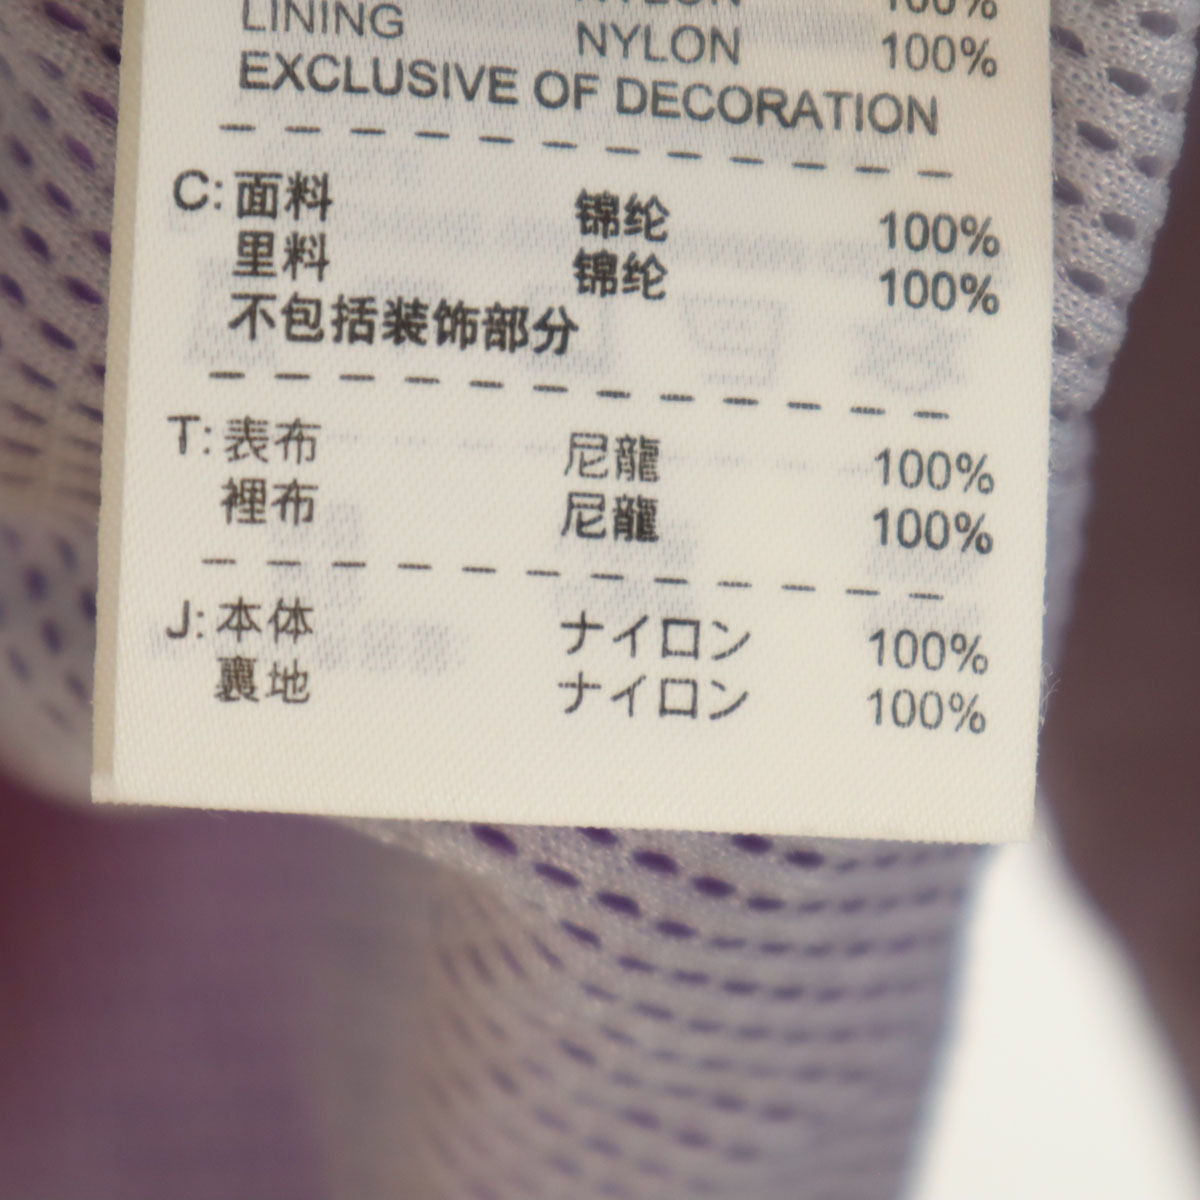 NYLON 100%
LINING NYLON 100%
EXCLUSIVE OF DECORATION
C: 面料 锦纶 100%
里料 锦纶 100%
不包括装饰部分
T: 表布 尼龍 100%
裡布 尼龍 100%
J: 本体 ナイロン 100%
裏地 ナイロン 100%